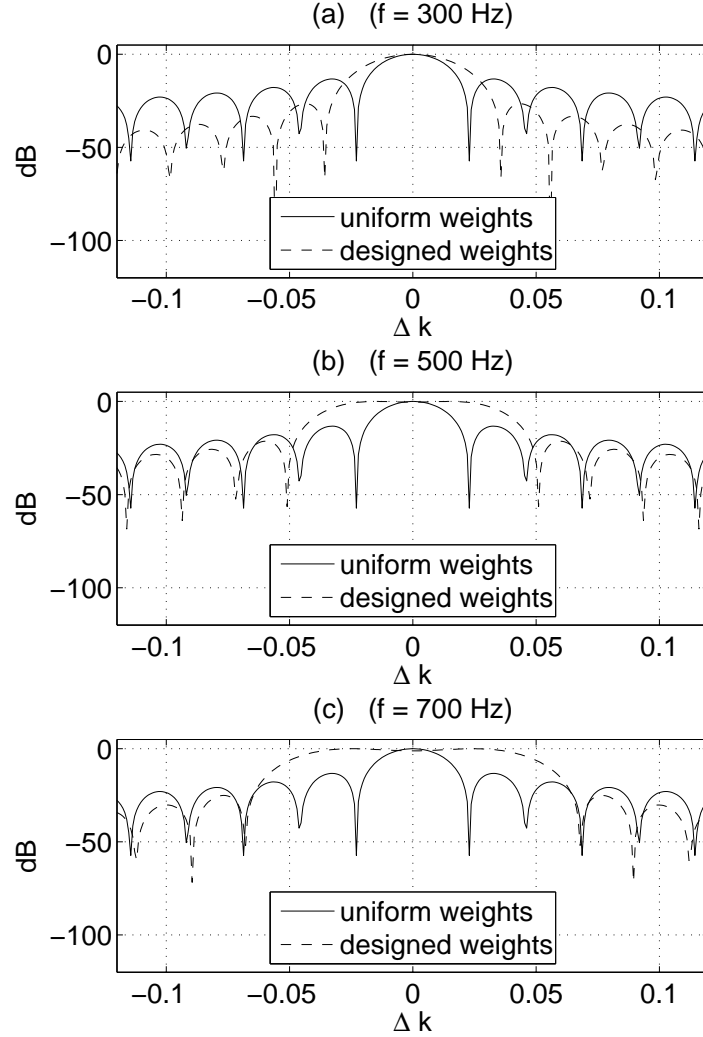 (a) (f = 300 Hz)
0
−50
−100
dB
−0.1 −0.05 0 0.05 0.1
Δ k
uniform weights
designed weights
(b) (f = 500 Hz)
0
−50
−100
dB
−0.1 −0.05 0 0.05 0.1
Δ k
uniform weights
designed weights
(c) (f = 700 Hz)
0
−50
−100
dB
−0.1 −0.05 0 0.05 0.1
Δ k
uniform weights
designed weights